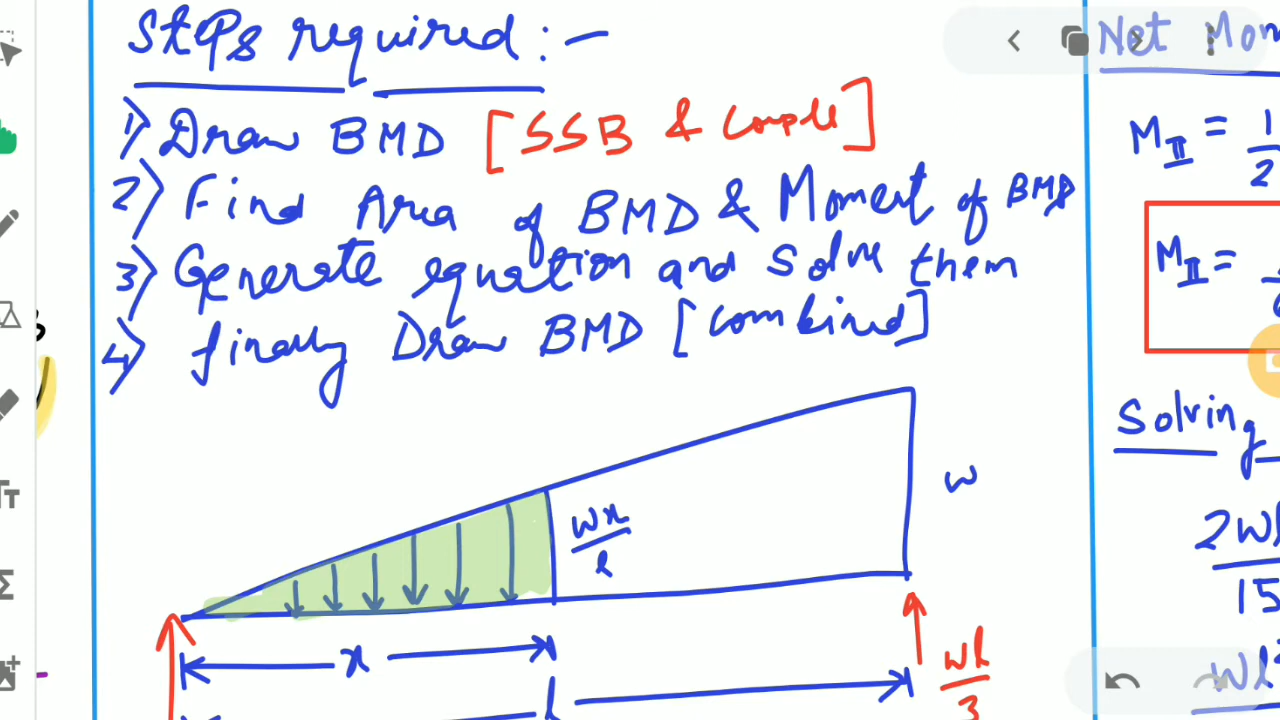 Steps required:-
1) Draw BMD [SSB & Couple]
2) Find Area of BMD & Moment of BMD
3) Generate equation and solve them
4) finally Draw BMD [combined]
w
wx/l
x
l
wl/3
Net Mom
M_II = 1/2
M_II =
Solving
2wl/15
wl²